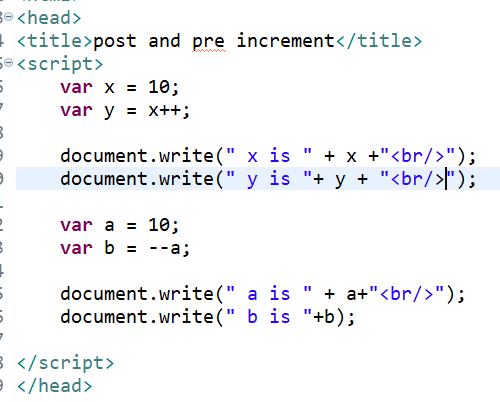 <head>
<title>post and pre increment</title>
<script>
    var x = 10;
    var y = x++;

    document.write(" x is " + x +"<br/>");
    document.write(" y is "+ y + "<br/>");

    var a = 10;
    var b = --a;

    document.write(" a is " + a+"<br/>");
    document.write(" b is "+b);

</script>
</head>